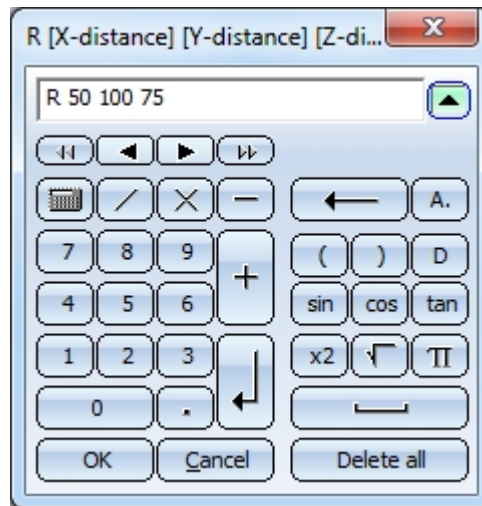 R [X-distance] [Y-distance] [Z-di...
R 50 100 75
A.
7 8 9 + ( ) D
4 5 6 sin cos tan
1 2 3 x2 √ π
0 .
OK Cancel Delete all